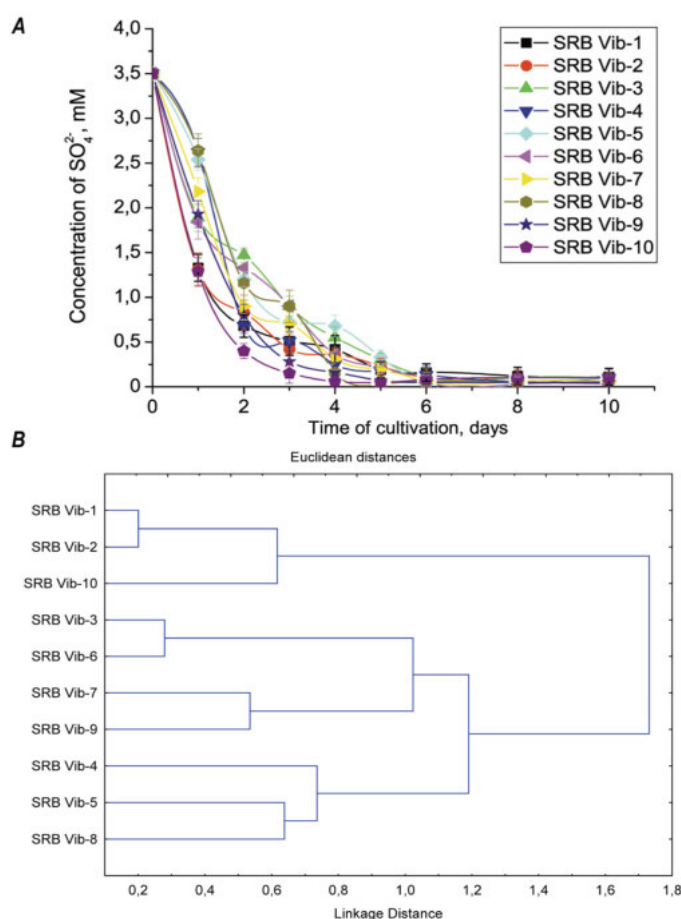 A
Concentration of SO₄²⁻, mM
4,0
3,5
3,0
2,5
2,0
1,5
1,0
0,5
0
0 2 4 6 8 10
Time of cultivation, days
SRB Vib-1
SRB Vib-2
SRB Vib-3
SRB Vib-4
SRB Vib-5
SRB Vib-6
SRB Vib-7
SRB Vib-8
SRB Vib-9
SRB Vib-10
B
Euclidean distances
SRB Vib-1
SRB Vib-2
SRB Vib-10
SRB Vib-3
SRB Vib-6
SRB Vib-7
SRB Vib-9
SRB Vib-4
SRB Vib-5
SRB Vib-8
0,2 0,4 0,6 0,8 1,0 1,2 1,4 1,6 1,8
Linkage Distance